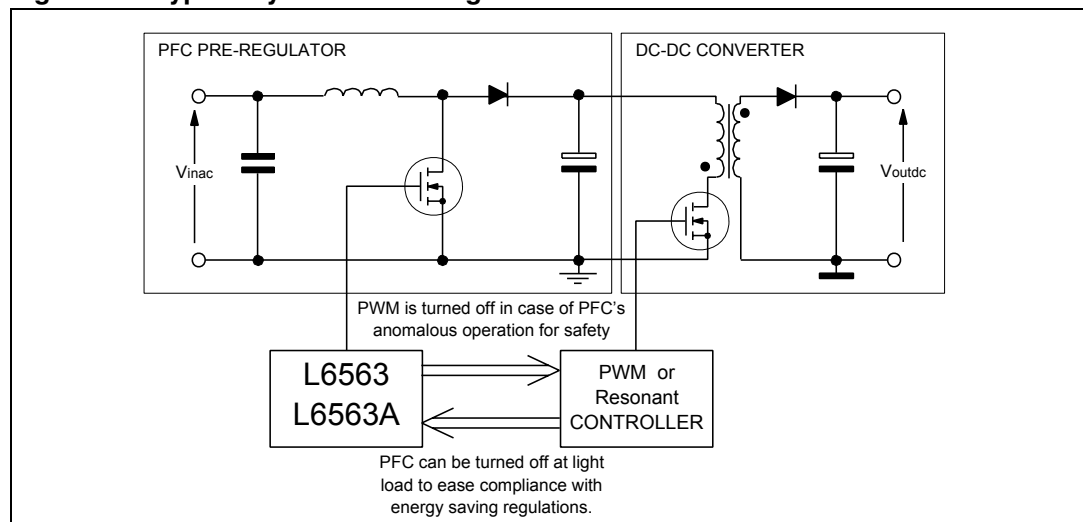 PFC PRE-REGULATOR
DC-DC CONVERTER
Vinac
Voutdc
PWM is turned off in case of PFC's
anomalous operation for safety
L6563
L6563A
PWM or
Resonant
CONTROLLER
PFC can be turned off at light
load to ease compliance with
energy saving regulations.